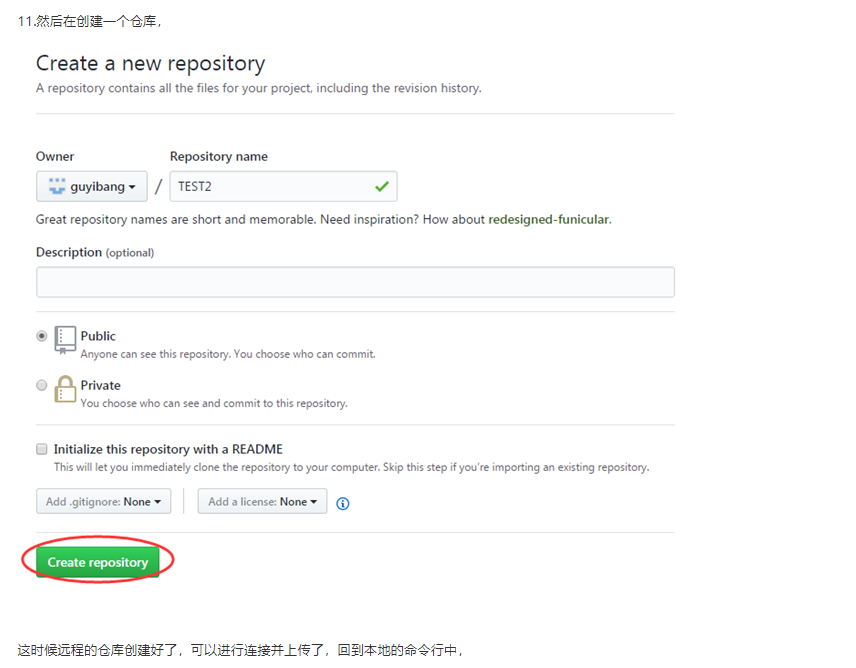 11.然后在创建一个仓库，
Create a new repository
A repository contains all the files for your project, including the revision history.
Owner Repository name
guyibang / TEST2
Great repository names are short and memorable. Need inspiration? How about redesigned-funicular.
Description (optional)
Public
Anyone can see this repository. You choose who can commit.
Private
You choose who can see and commit to this repository.
Initialize this repository with a README
This will let you immediately clone the repository to your computer. Skip this step if you're importing an existing repository.
Add .gitignore: None Add a license: None
Create repository
这时候远程的仓库创建好了，可以进行连接并上传了，回到本地的命令行中，